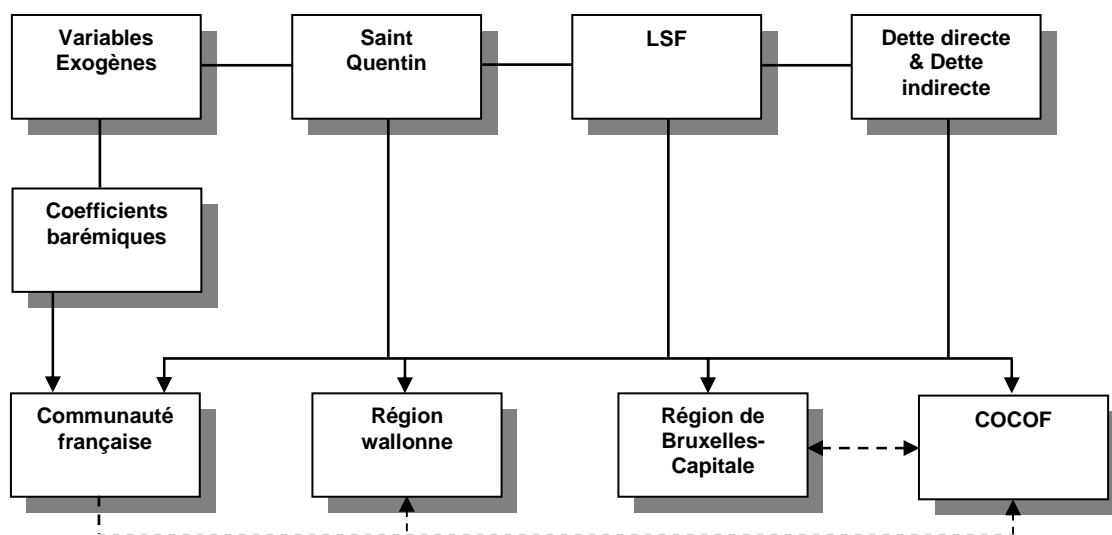 Variables
Exogènes
Saint
Quentin
LSF
Dette directe
& Dette
indirecte
Coefficients
barémiques
Communauté
française
Région
wallonne
Région de
Bruxelles-
Capitale
COCOF